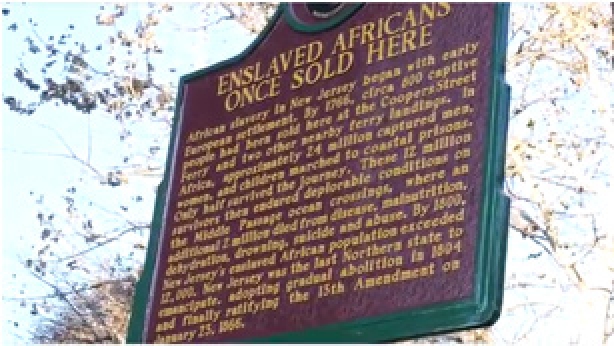 ENSLAVED AFRICANS
ONCE SOLD HERE
African slavery in New Jersey began with early
European settlement. By 1766, circa 800 captive
people had been sold here at the Coopers Street
Ferry and two other nearby ferry landings. In
Africa, approximately 24 million captured men,
women, and children marched to coastal prisons.
Only half survived the journey. These 12 million
survivors then endured deplorable conditions on
the Middle Passage ocean crossings, where an
additional 2 million died from disease, malnutrition,
dehydration, drowning, suicide and abuse. By 1800,
New Jersey's enslaved African population exceeded
12,000. New Jersey was the last Northern state to
emancipate, adopting gradual abolition in 1804
and finally ratifying the 13th Amendment on
January 23, 1866.